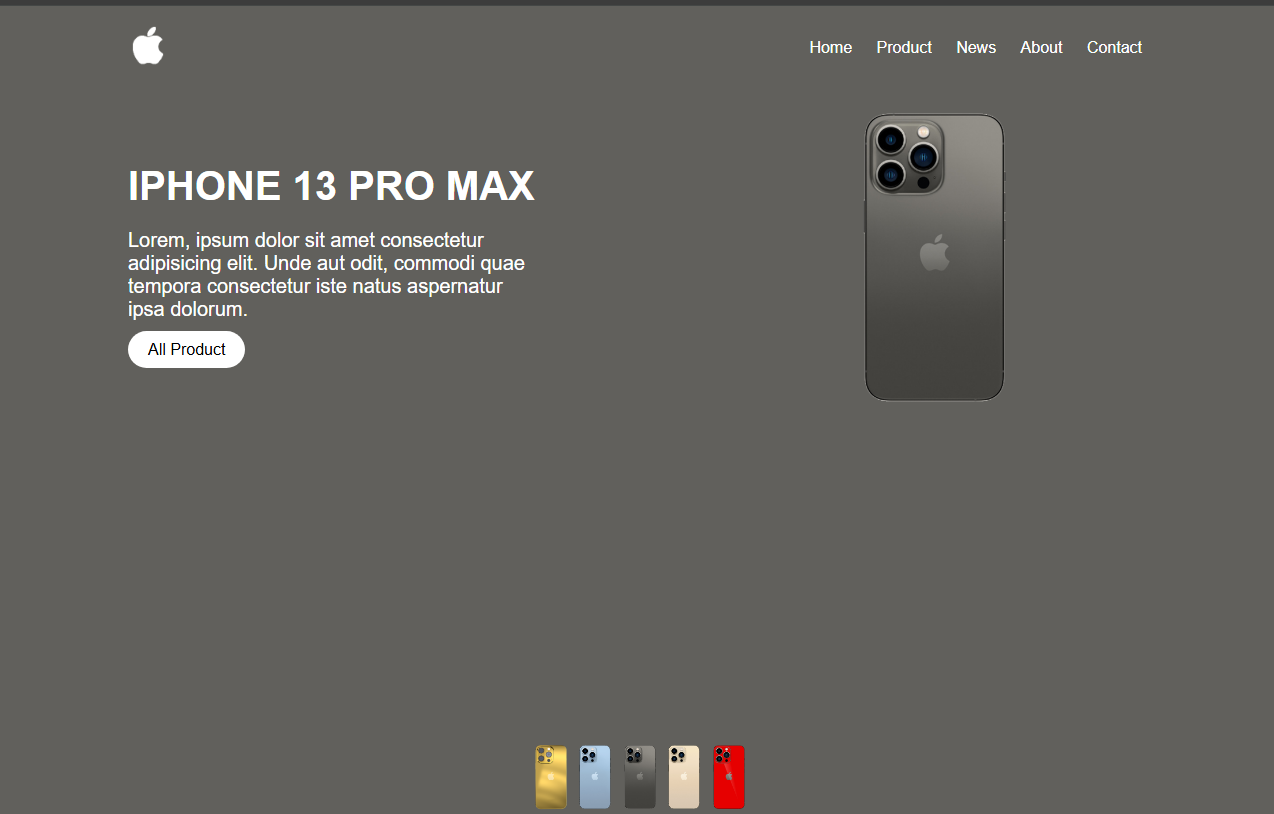 Home Product News About Contact
IPHONE 13 PRO MAX
Lorem, ipsum dolor sit amet consectetur
adipisicing elit. Unde aut odit, commodi quae
tempora consectetur iste natus aspernatur
ipsa dolorum.
All Product